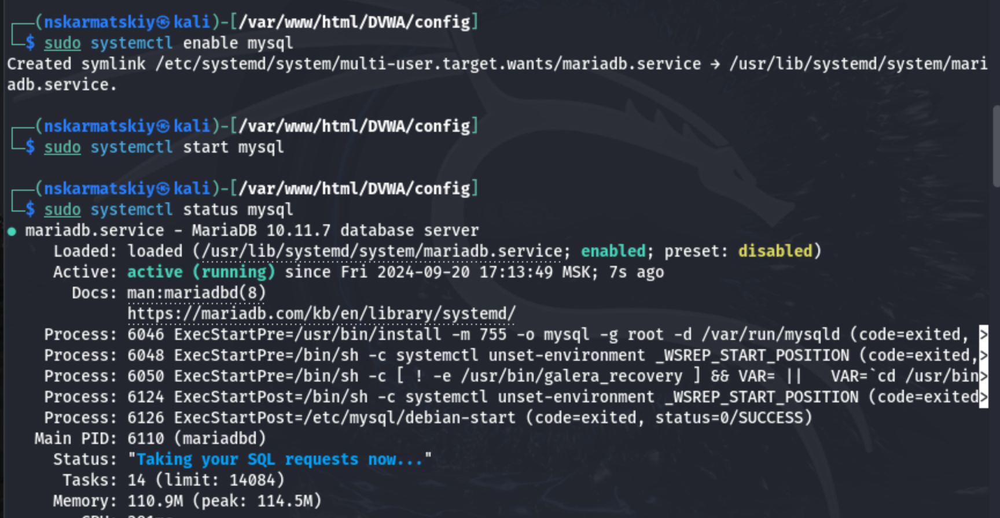 ┌──(nskarmatskiy㉿kali)-[/var/www/html/DVWA/config]
└─$ sudo systemctl enable mysql
Created symlink /etc/systemd/system/multi-user.target.wants/mariadb.service → /usr/lib/systemd/system/mari
adb.service.
┌──(nskarmatskiy㉿kali)-[/var/www/html/DVWA/config]
└─$ sudo systemctl start mysql
┌──(nskarmatskiy㉿kali)-[/var/www/html/DVWA/config]
└─$ sudo systemctl status mysql
● mariadb.service - MariaDB 10.11.7 database server
Loaded: loaded (/usr/lib/systemd/system/mariadb.service; enabled; preset: disabled)
Active: active (running) since Fri 2024-09-20 17:13:49 MSK; 7s ago
Docs: man:mariadbd(8)
https://mariadb.com/kb/en/library/systemd/
Process: 6046 ExecStartPre=/usr/bin/install -m 755 -o mysql -g root -d /var/run/mysqld (code=exited, >
Process: 6048 ExecStartPre=/bin/sh -c systemctl unset-environment _WSREP_START_POSITION (code=exited,>
Process: 6050 ExecStartPre=/bin/sh -c [ ! -e /usr/bin/galera_recovery ] && VAR= ||   VAR=`cd /usr/bin>
Process: 6124 ExecStartPost=/bin/sh -c systemctl unset-environment _WSREP_START_POSITION (code=exited>
Process: 6126 ExecStartPost=/etc/mysql/debian-start (code=exited, status=0/SUCCESS)
Main PID: 6110 (mariadbd)
Status: "Taking your SQL requests now..."
Tasks: 14 (limit: 14084)
Memory: 110.9M (peak: 114.5M)